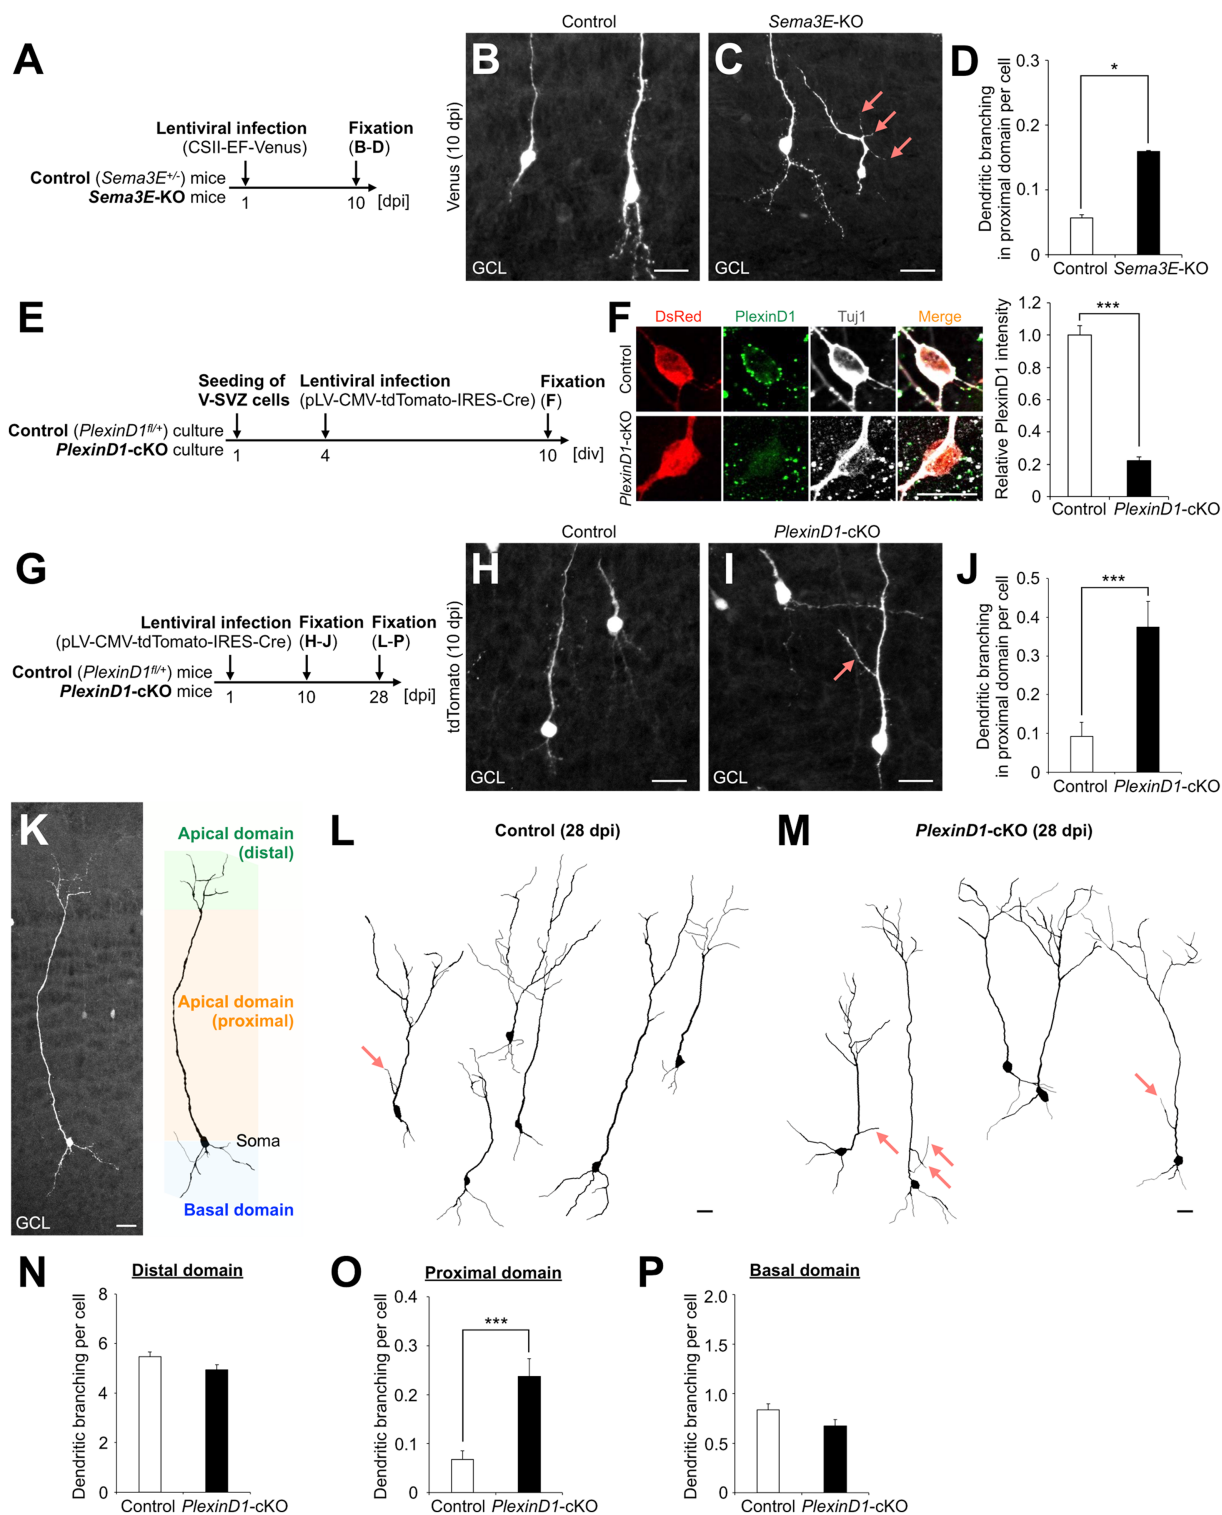 A
Lentiviral infection
(CSII-EF-Venus)
Fixation
(B-D)
Control (Sema3E+/-) mice
Sema3E-KO mice
1
10
[dpi]
Control
Sema3E-KO
Venus (10 dpi)
B
GCL
C
GCL
D
Dendritic branching
in proximal domain per cell
0.3
0.2
0.1
0
*
Control Sema3E-KO
E
Seeding of
V-SVZ cells
Lentiviral infection
(pLV-CMV-tdTomato-IRES-Cre)
Fixation
(F)
Control (PlexinD1fl/+) culture
PlexinD1-cKO culture
1
4
10
[div]
F
DsRed
PlexinD1
Tuj1
Merge
Control
PlexinD1-cKO
Relative PlexinD1 intensity
1.2
1.0
0.8
0.6
0.4
0.2
0
***
Control PlexinD1-cKO
G
Lentiviral infection
(pLV-CMV-tdTomato-IRES-Cre)
Fixation
(H-J)
Fixation
(L-P)
Control (PlexinD1fl/+) mice
PlexinD1-cKO mice
1
10
28
[dpi]
Control
PlexinD1-cKO
tdTomato (10 dpi)
H
GCL
I
GCL
J
Dendritic branching
in proximal domain per cell
0.5
0.4
0.3
0.2
0.1
0
***
Control PlexinD1-cKO
K
GCL
Apical domain
(distal)
Apical domain
(proximal)
Soma
Basal domain
L
Control (28 dpi)
M
PlexinD1-cKO (28 dpi)
N
Distal domain
Dendritic branching per cell
8
6
4
2
0
Control PlexinD1-cKO
O
Proximal domain
Dendritic branching per cell
0.4
0.3
0.2
0.1
0
***
Control PlexinD1-cKO
P
Basal domain
Dendritic branching per cell
2.0
1.5
1.0
0.5
0
Control PlexinD1-cKO